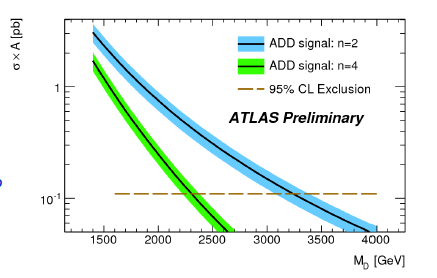 σ × A [pb]
ADD signal: n=2
ADD signal: n=4
95% CL Exclusion
ATLAS Preliminary
1
10⁻¹
1500 2000 2500 3000 3500 4000
M_D [GeV]